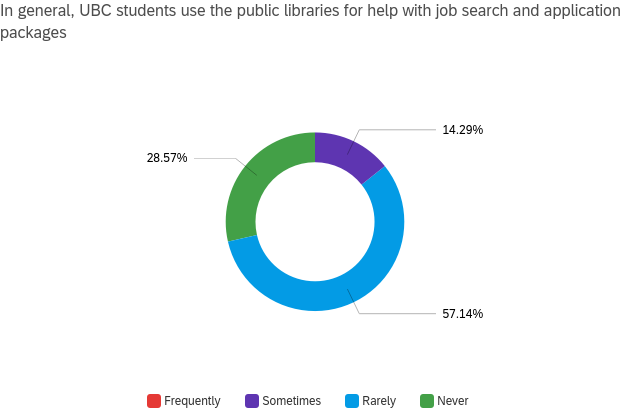 In general, UBC students use the public libraries for help with job search and application
packages
14.29%
28.57%
57.14%
Frequently Sometimes Rarely Never